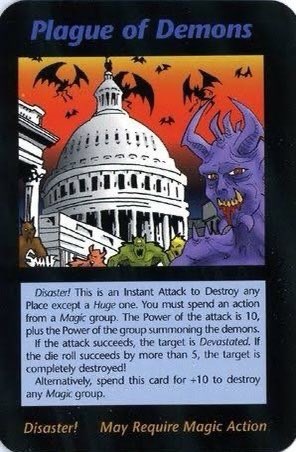 Plague of Demons
SMIF
Disaster! This is an Instant Attack to Destroy any
Place except a Huge one. You must spend an action
from a Magic group. The Power of the attack is 10,
plus the Power of the group summoning the demons.
If the attack succeeds, the target is Devastated. If
the die roll succeeds by more than 5, the target is
completely destroyed!
Alternatively, spend this card for +10 to destroy
any Magic group.
Disaster! May Require Magic Action